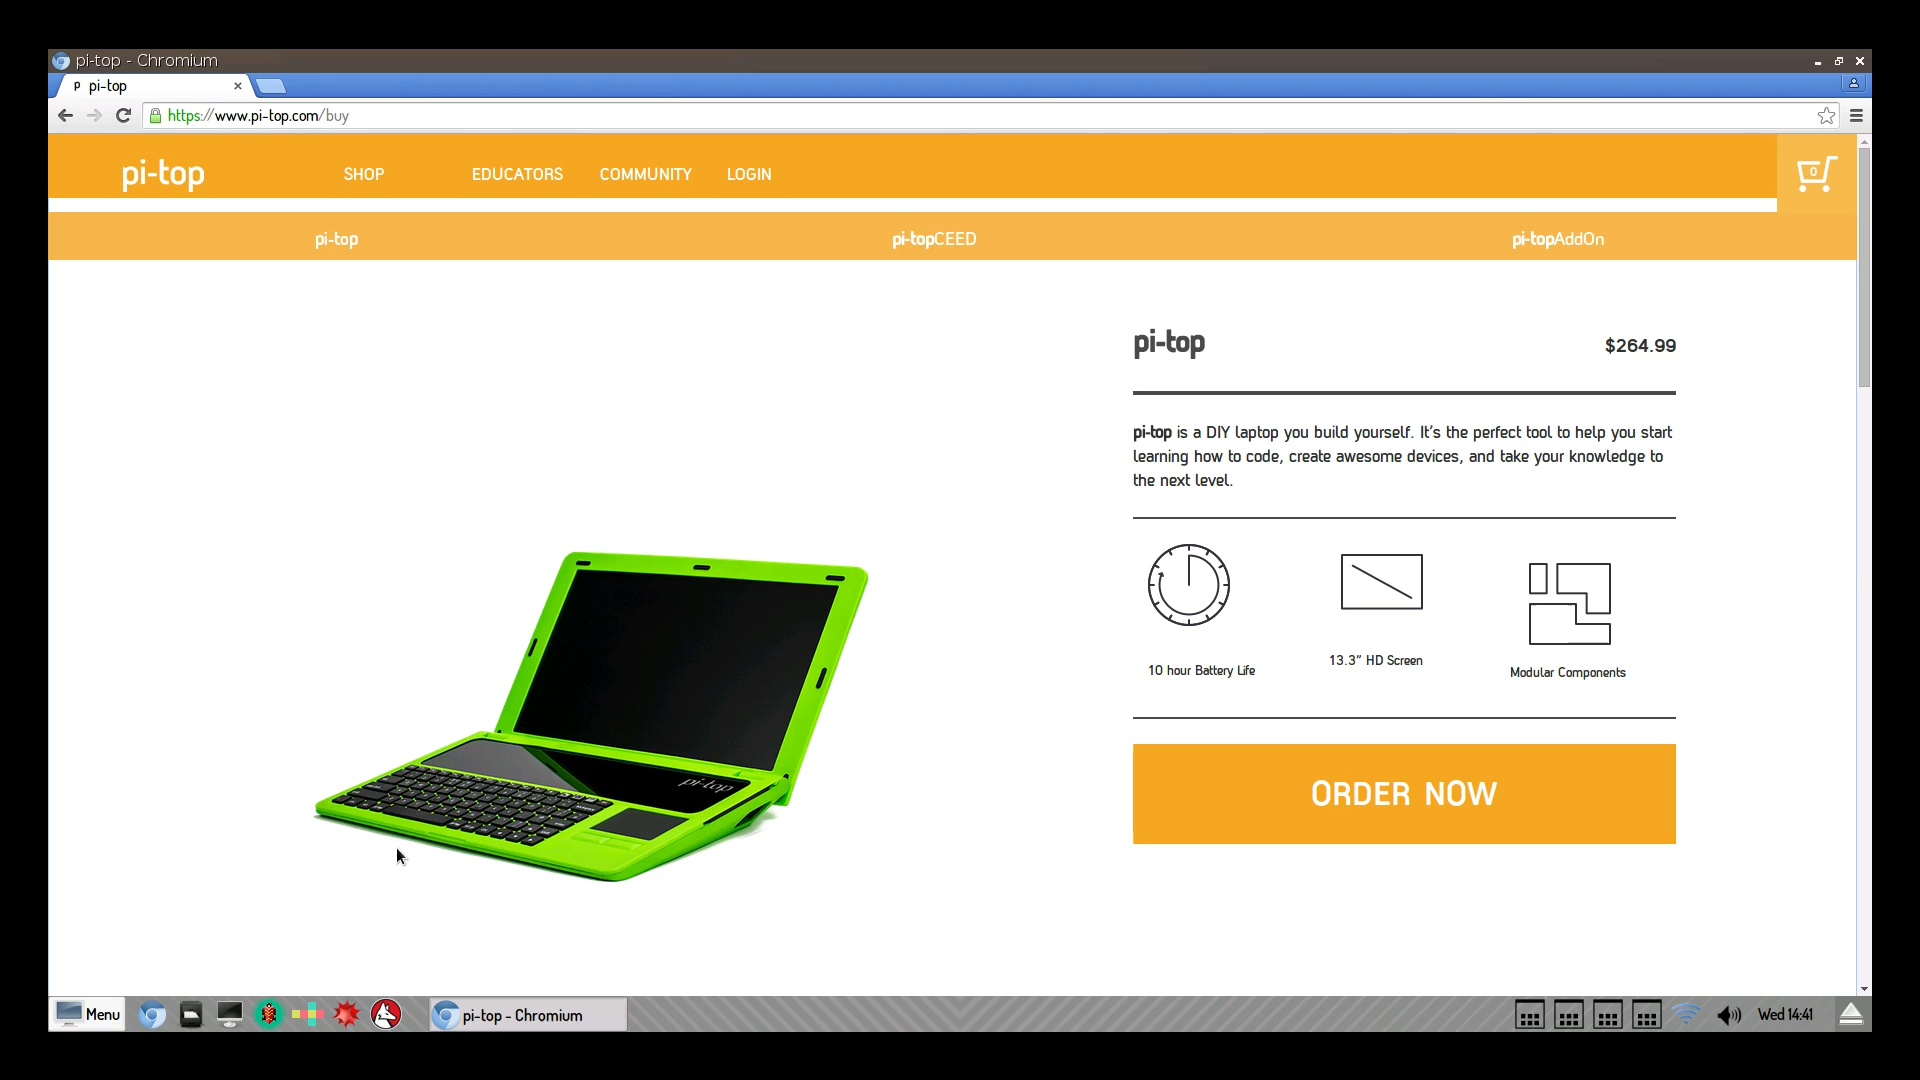 pi-top - Chromium
p pi-top
https://www.pi-top.com/buy
pi-top SHOP EDUCATORS COMMUNITY LOGIN 0
pi-top pi-topCEED pi-topAddOn
pi-top $264.99
pi-top is a DIY laptop you build yourself. It's the perfect tool to help you start
learning how to code, create awesome devices, and take your knowledge to
the next level.
10 hour Battery Life 13.3" HD Screen Modular Components
pi-top
ORDER NOW
Menu pi-top - Chromium Wed 14:41